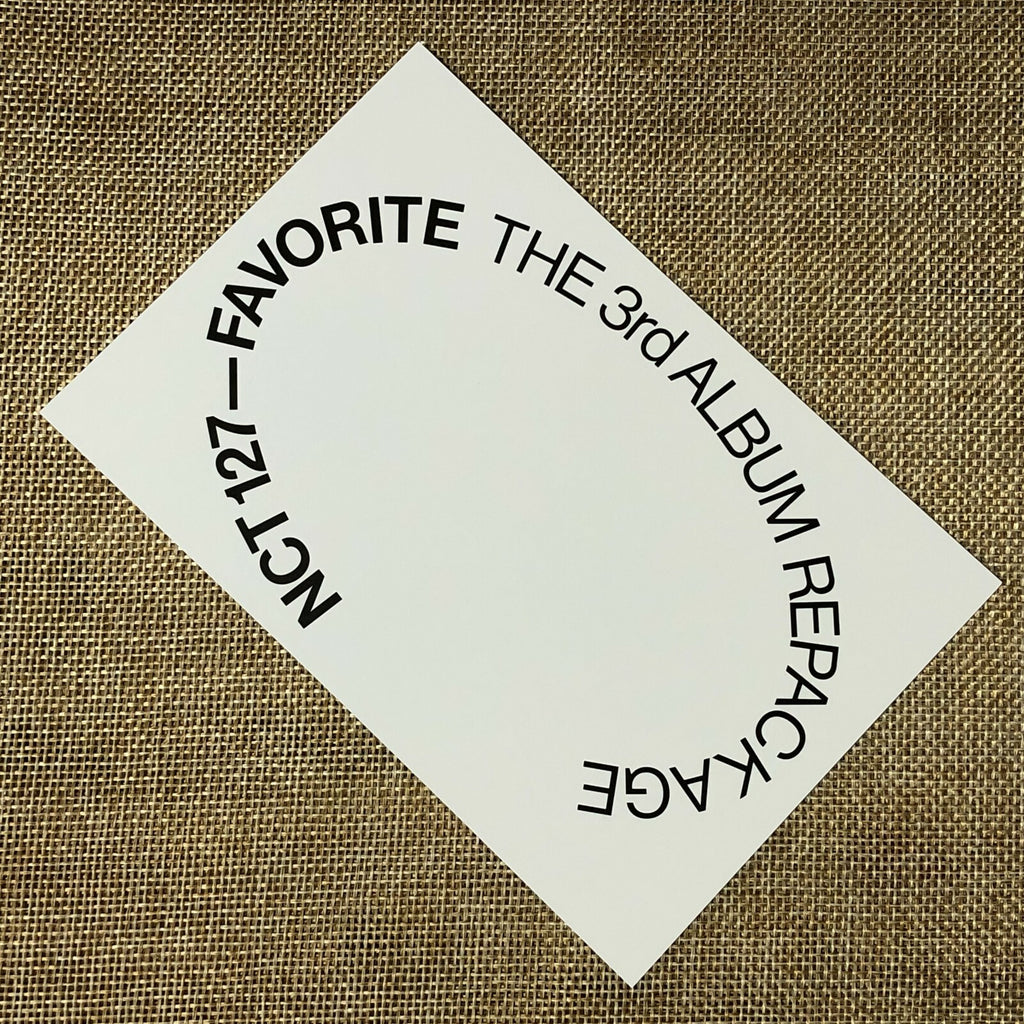 NCT 127—FAVORITE THE 3rd ALBUM REPACKAGE